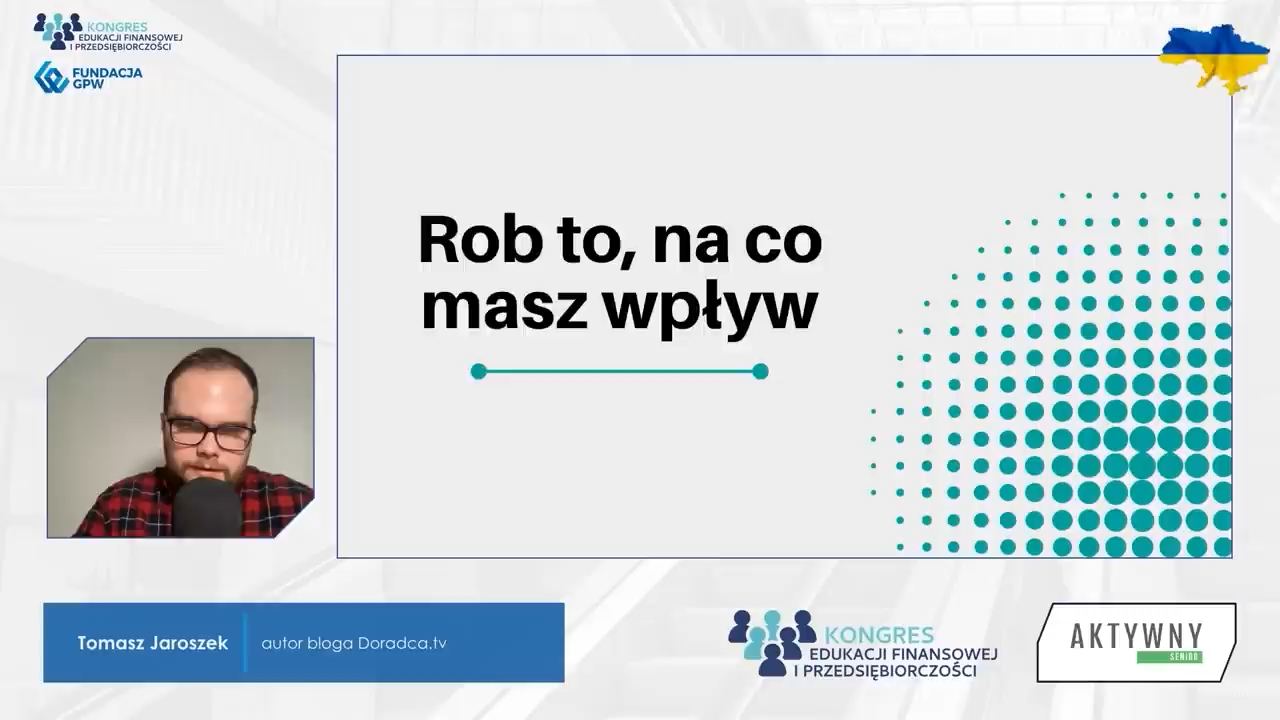 KONGRES
EDUKACJI FINANSOWEJ
I PRZEDSIĘBIORCZOŚCI
FUNDACJA
GPW
Rob to, na co
masz wpływ
Tomasz Jaroszek
autor bloga Doradca.tv
KONGRES
EDUKACJI FINANSOWEJ
I PRZEDSIĘBIORCZOŚCI
AKTYWNY
SENIOR